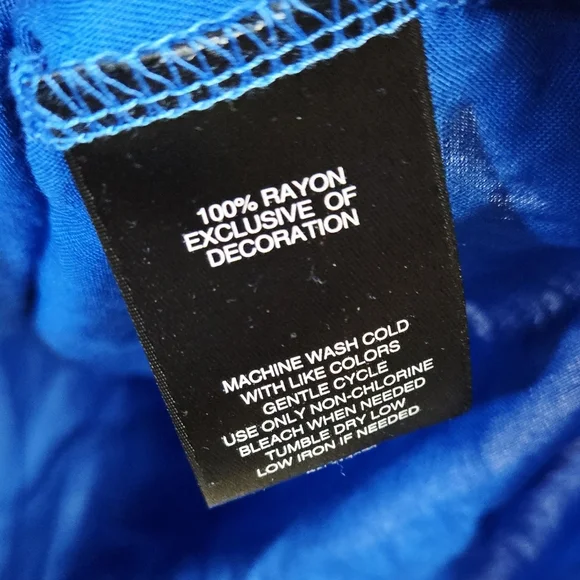 100% RAYON
EXCLUSIVE OF
DECORATION
MACHINE WASH COLD
WITH LIKE COLORS
GENTLE CYCLE
USE ONLY NON-CHLORINE
BLEACH WHEN NEEDED
TUMBLE DRY LOW
LOW IRON IF NEEDED